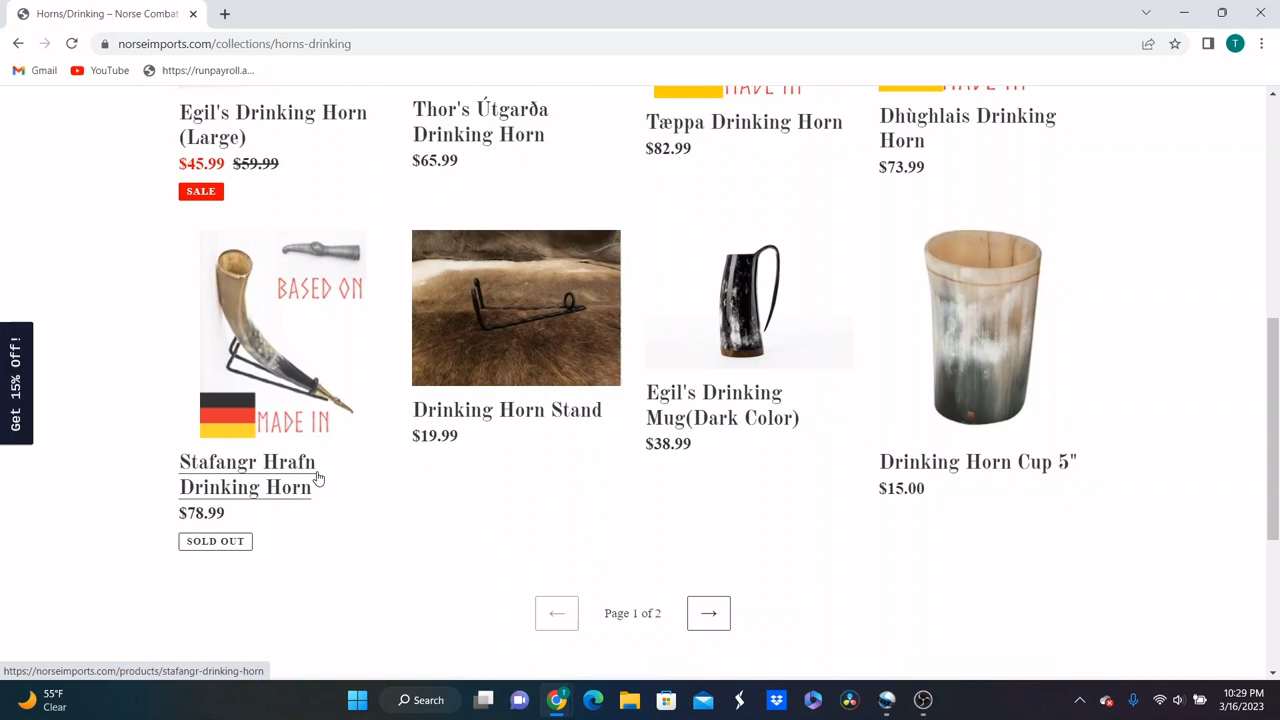 Horns/Drinking – Norse Combat
norseimports.com/collections/horns-drinking
T
Gmail
YouTube
https://runpayroll.a...
MADE IN
Egil's Drinking Horn
(Large)
$45.99 $59.99
SALE
Thor's Útgarða
Drinking Horn
$65.99
Tæppa Drinking Horn
$82.99
Dhùghlais Drinking
Horn
$73.99
Get 15% Off!
BASED ON
MADE IN
Stafangr Hrafn
Drinking Horn
$78.99
SOLD OUT
Drinking Horn Stand
$19.99
Egil's Drinking
Mug(Dark Color)
$38.99
Drinking Horn Cup 5"
$15.00
← Page 1 of 2 →
https://norseimports.com/products/stafangr-drinking-horn
55°F
Clear
Search
10:29 PM
3/16/2023